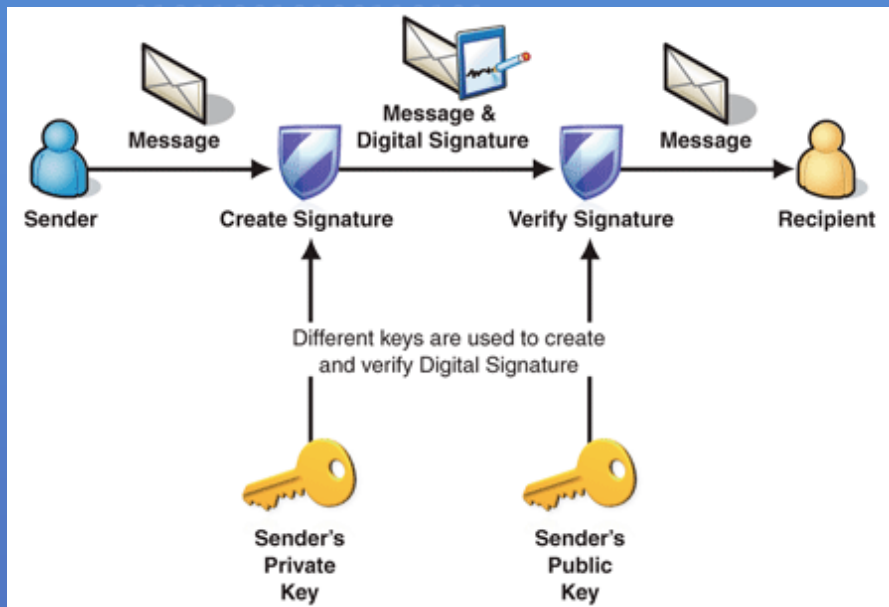 Message &
Digital Signature
Message
Message
Sender
Create Signature
Verify Signature
Recipient
Different keys are used to create
and verify Digital Signature
Sender's
Private
Key
Sender's
Public
Key